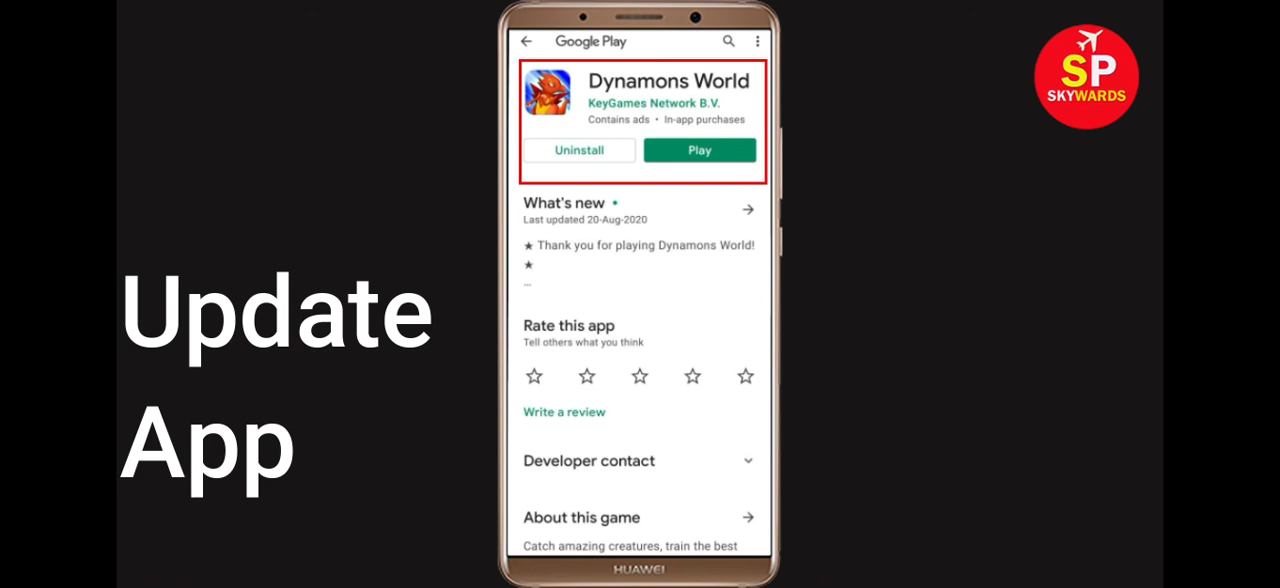 Google Play
Dynamons World
KeyGames Network B.V.
Contains ads • In-app purchases
Uninstall
Play
What's new •
Last updated 20-Aug-2020
★ Thank you for playing Dynamons World!
★
...
Rate this app
Tell others what you think
Write a review
Developer contact
About this game
Catch amazing creatures, train the best
HUAWEI
Update
App
SP
SKYWARDS